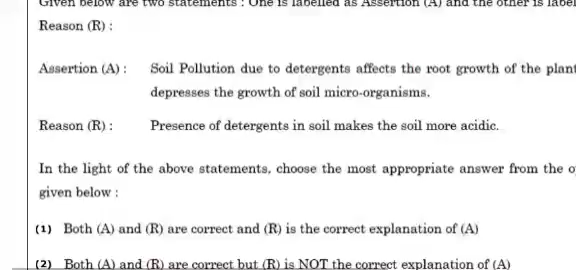 Given below are two statements : One is labelled as Assertion (A) and the other is
Reason (R) :
Assertion (A) : Soil Pollution due to detergents affects the root growth of the
depresses the growth of soil micro-organisms.
Reason (R) : Presence of detergents in soil makes the soil more acidic.
In the light of the above statements, choose the most appropriate answer from the
given below :
(1) Both (A) and (R) are correct and (R) is the correct explanation of (A)
(2) Both (A) and (R) are correct but (R) is NOT the correct explanation of (A)